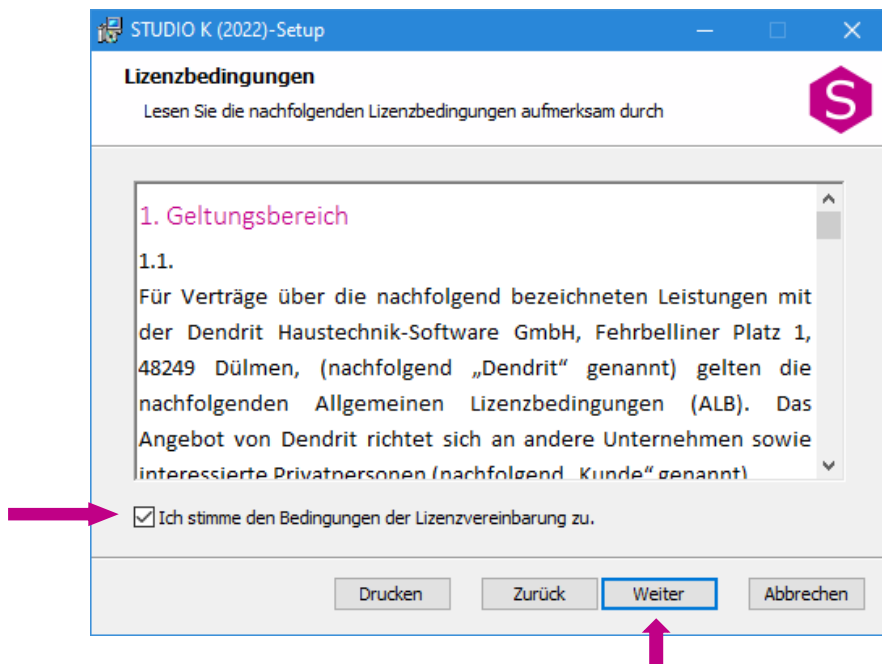 STUDIO K (2022)-Setup
Lizenzbedingungen
Lesen Sie die nachfolgenden Lizenzbedingungen aufmerksam durch
S
1. Geltungsbereich
1.1.
Für Verträge über die nachfolgend bezeichneten Leistungen mit
der Dendrit Haustechnik-Software GmbH, Fehrbelliner Platz 1,
48249 Dülmen, (nachfolgend „Dendrit“ genannt) gelten die
nachfolgenden Allgemeinen Lizenzbedingungen (ALB). Das
Angebot von Dendrit richtet sich an andere Unternehmen sowie
interessierte Privatpersonen (nachfolgend „Kunde“ genannt)
Ich stimme den Bedingungen der Lizenzvereinbarung zu.
Drucken Zurück Weiter Abbrechen